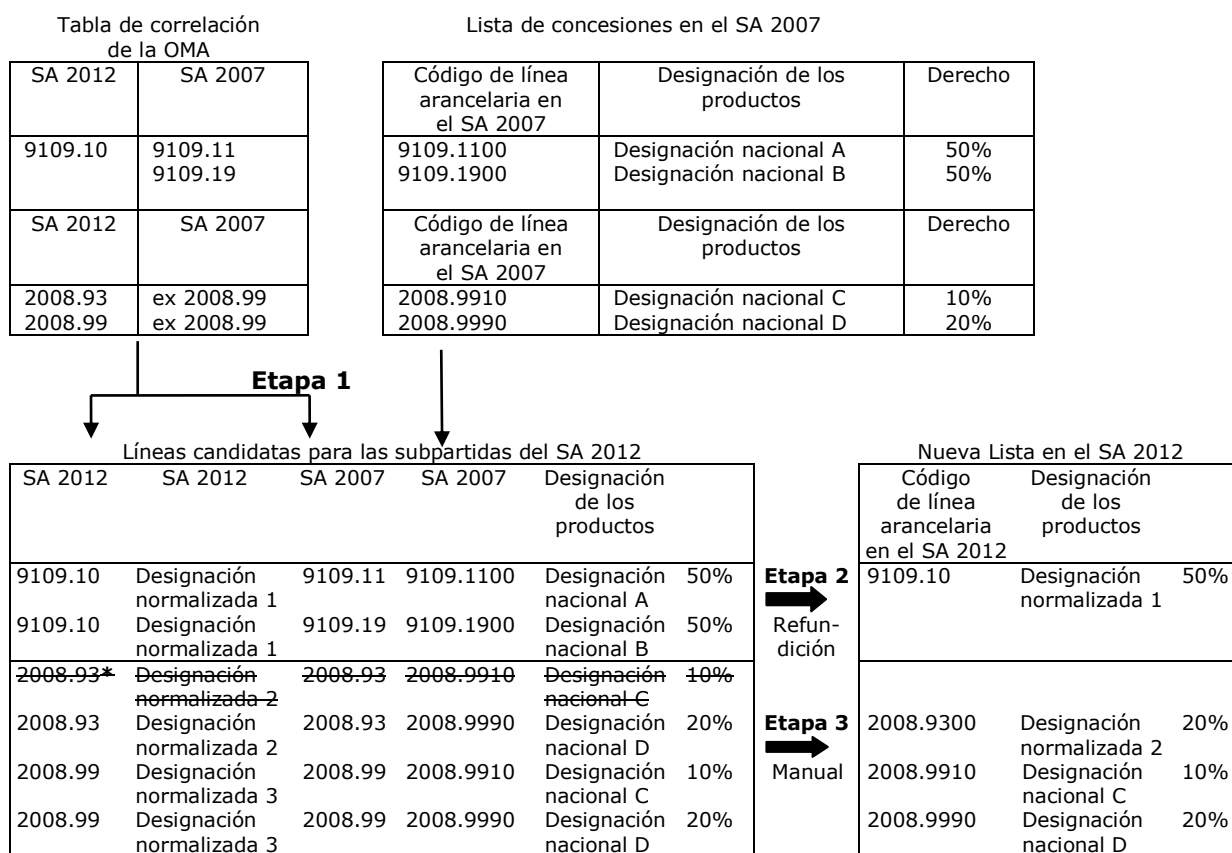 Tabla de correlación
de la OMA
SA 2012 SA 2007
9109.10 9109.11
9109.19
SA 2012 SA 2007
2008.93 ex 2008.99
2008.99 ex 2008.99
Lista de concesiones en el SA 2007
Código de línea Designación de los Derecho
arancelaria en productos
el SA 2007
9109.1100 Designación nacional A 50%
9109.1900 Designación nacional B 50%
Código de línea Designación de los Derecho
arancelaria en productos
el SA 2007
2008.9910 Designación nacional C 10%
2008.9990 Designación nacional D 20%
Etapa 1
Líneas candidatas para las subpartidas del SA 2012
SA 2012 SA 2012 SA 2007 SA 2007 Designación
de los
productos
9109.10 Designación 9109.11 9109.1100 Designación 50%
normalizada 1 nacional A
9109.10 Designación 9109.19 9109.1900 Designación 50%
normalizada 1 nacional B
2008.93* Designación 2008.93 2008.9910 Designación 10%
normalizada 2 nacional C
2008.93 Designación 2008.93 2008.9990 Designación 20%
normalizada 2 nacional D
2008.99 Designación 2008.99 2008.9910 Designación 10%
normalizada 3 nacional C
2008.99 Designación 2008.99 2008.9990 Designación 20%
normalizada 3 nacional D
Etapa 2
Refun-
dición
Etapa 3
Manual
Nueva Lista en el SA 2012
Código Designación
de línea de los
arancelaria productos
en el SA 2012
9109.10 Designación 50%
normalizada 1
2008.9300 Designación 20%
normalizada 2
2008.9910 Designación 10%
nacional C
2008.9990 Designación 20%
nacional D